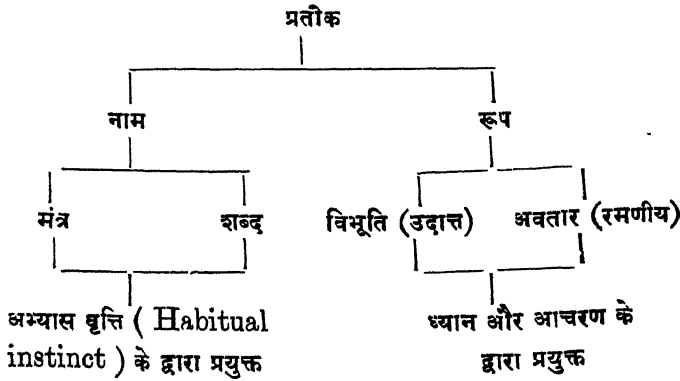 प्रतीक
नाम रूप
मंत्र शब्द विभूति (उदात्त) अवतार (रमणीय)
अभ्यास वृत्ति ( Habitual
instinct ) के द्वारा प्रयुक्त
ध्यान और आचरण के
द्वारा प्रयुक्त